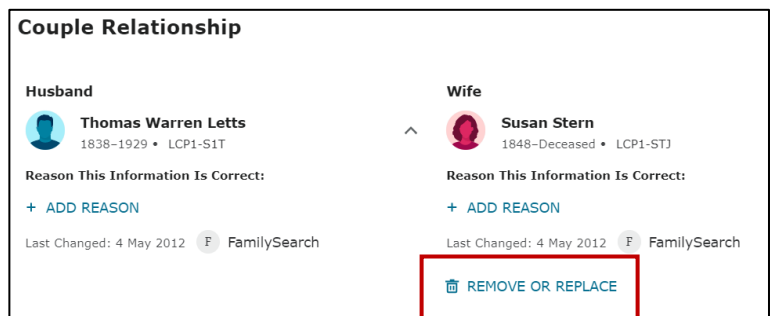 Couple Relationship
Husband
Thomas Warren Letts
1838–1929 • LCP1-S1T
Reason This Information Is Correct:
+ ADD REASON
Last Changed: 4 May 2012 F FamilySearch
Wife
Susan Stern
1848–Deceased • LCP1-STJ
Reason This Information Is Correct:
+ ADD REASON
Last Changed: 4 May 2012 F FamilySearch
REMOVE OR REPLACE